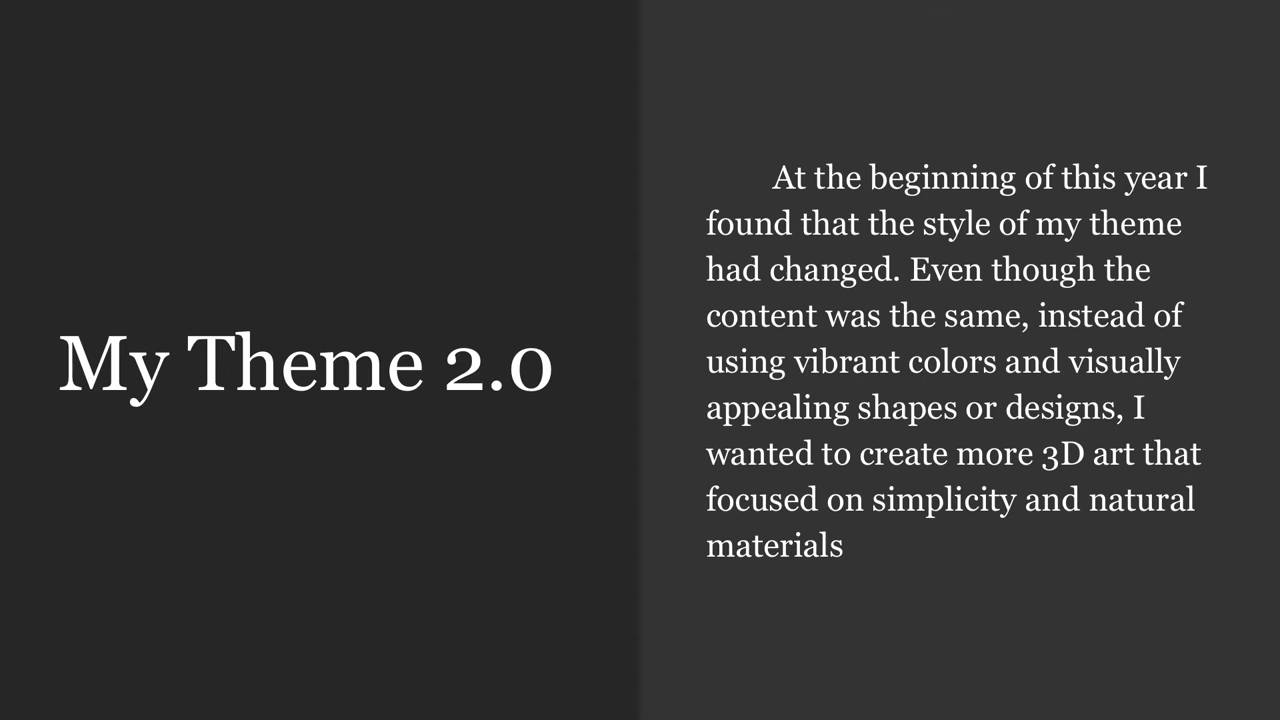 My Theme 2.0
At the beginning of this year I
found that the style of my theme
had changed. Even though the
content was the same, instead of
using vibrant colors and visually
appealing shapes or designs, I
wanted to create more 3D art that
focused on simplicity and natural
materials